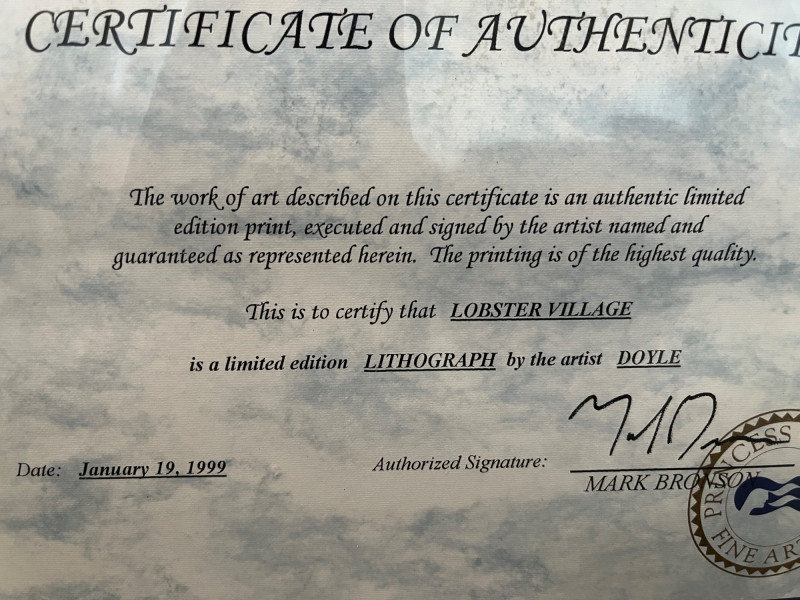 CERTIFICATE OF AUTHENTICIT
The work of art described on this certificate is an authentic limited
edition print, executed and signed by the artist named and
guaranteed as represented herein. The printing is of the highest quality.
This is to certify that LOBSTER VILLAGE
is a limited edition LITHOGRAPH by the artist DOYLE
Date: January 19, 1999
Authorized Signature:
MARK BRONSON
PRINCESS
FINE ART